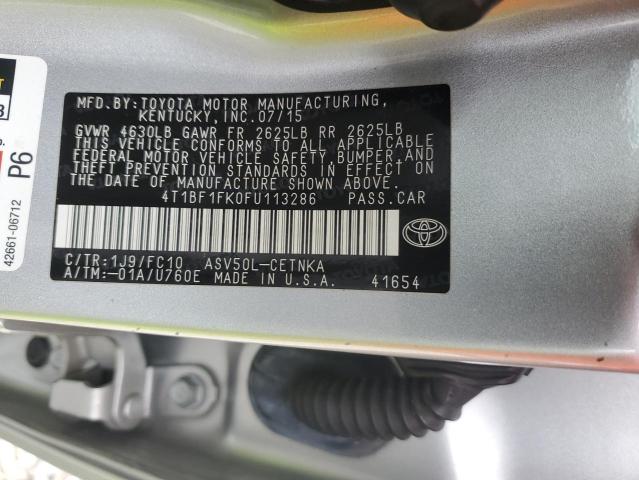 MFD.BY:TOYOTA MOTOR MANUFACTURING,
KENTUCKY, INC.07/15
GVWR 4630LB GAWR FR 2625LB RR 2625LB
THIS VEHICLE CONFORMS TO ALL APPLICABLE
FEDERAL MOTOR VEHICLE SAFETY,BUMPER,AND
THEFT PREVENTION STANDARDS IN EFFECT ON
THE DATE OF MANUFACTURE SHOWN ABOVE.
4T1BF1FK0FU113286 PASS.CAR
C/TR:1J9/FC10 ASV50L-CETNKA
A/TM:-01A/U760E MADE IN U.S.A. 41654
TOYOTA
42661-06712
P6